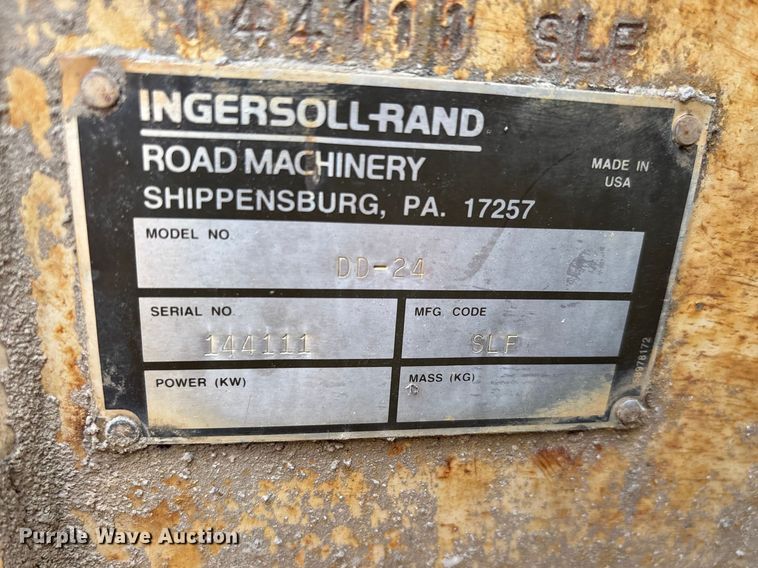 SLF
INGERSOLL-RAND
ROAD MACHINERY
SHIPPENSBURG, PA. 17257
MADE IN
USA
MODEL NO.
DD-24
SERIAL NO.
144111
MFG. CODE
SLF
POWER (KW)
MASS (KG)
Purple Wave Auction